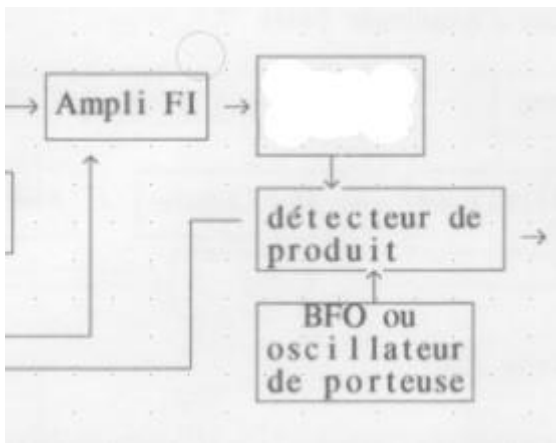 Ampli FI
détecteur de
produit
BFO ou
oscillateur
de porteuse